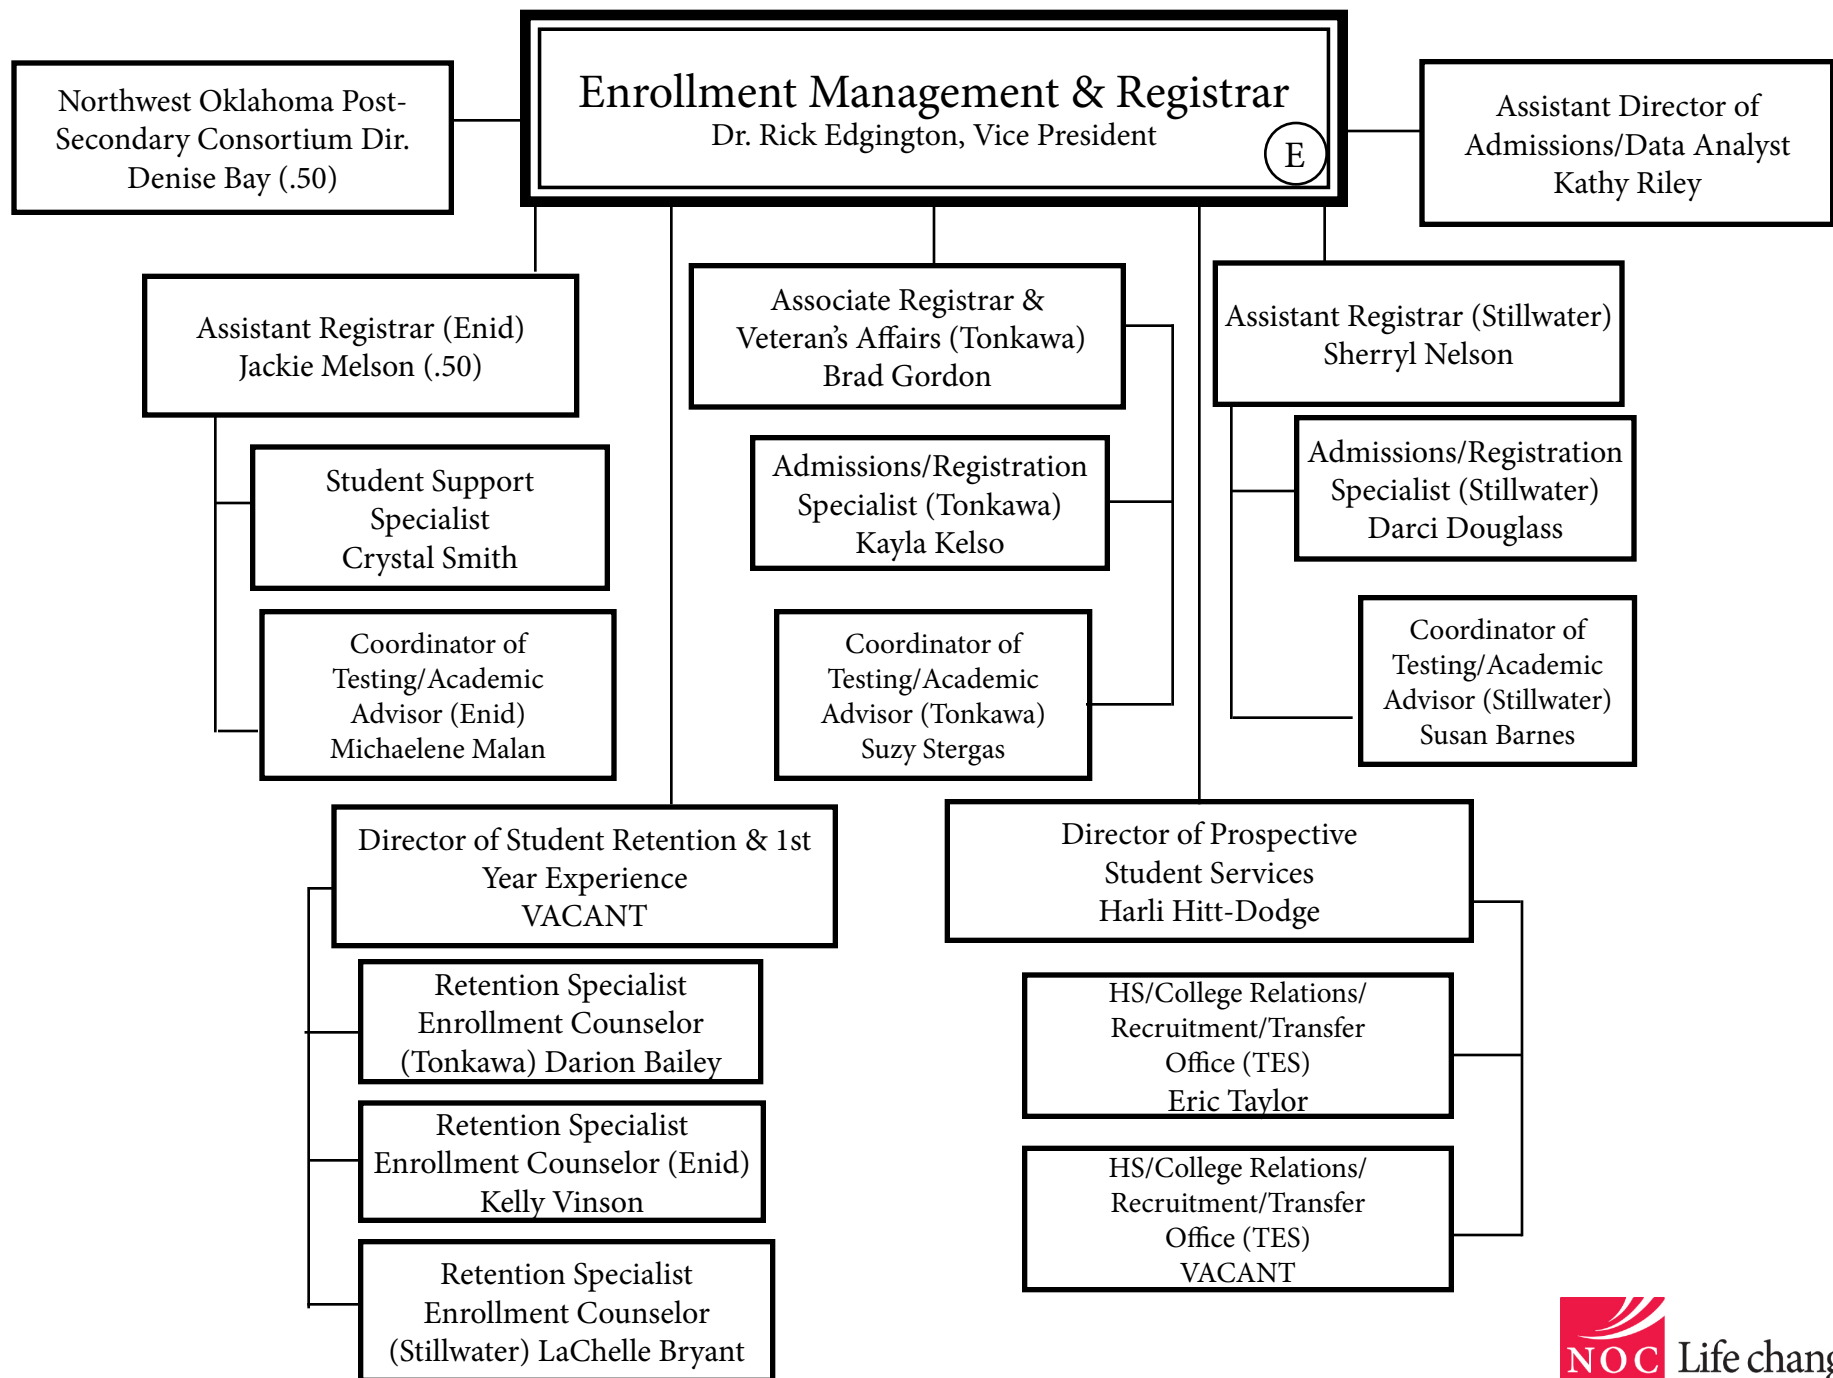 Enrollment Management & Registrar
Dr. Rick Edgington, Vice President
E
Northwest Oklahoma Post-
Secondary Consortium Dir.
Denise Bay (.50)
Assistant Director of
Admissions/Data Analyst
Kathy Riley
Assistant Registrar (Enid)
Jackie Melson (.50)
Student Support
Specialist
Crystal Smith
Coordinator of
Testing/Academic
Advisor (Enid)
Michaelene Malan
Associate Registrar &
Veteran's Affairs (Tonkawa)
Brad Gordon
Admissions/Registration
Specialist (Tonkawa)
Kayla Kelso
Coordinator of
Testing/Academic
Advisor (Tonkawa)
Suzy Stergas
Assistant Registrar (Stillwater)
Sherryl Nelson
Admissions/Registration
Specialist (Stillwater)
Darci Douglass
Coordinator of
Testing/Academic
Advisor (Stillwater)
Susan Barnes
Director of Student Retention & 1st
Year Experience
VACANT
Retention Specialist
Enrollment Counselor
(Tonkawa) Darion Bailey
Retention Specialist
Enrollment Counselor (Enid)
Kelly Vinson
Retention Specialist
Enrollment Counselor
(Stillwater) LaChelle Bryant
Director of Prospective
Student Services
Harli Hitt-Dodge
HS/College Relations/
Recruitment/Transfer
Office (TES)
Eric Taylor
HS/College Relations/
Recruitment/Transfer
Office (TES)
VACANT
NOC
Life